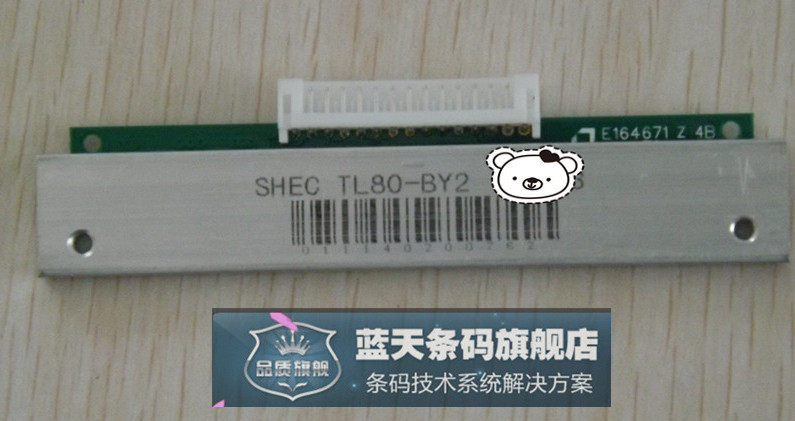 E164671 Z 4B
SHEC TL80-BY2
蓝天条码旗舰店
品质旗舰
条码技术系统解决方案